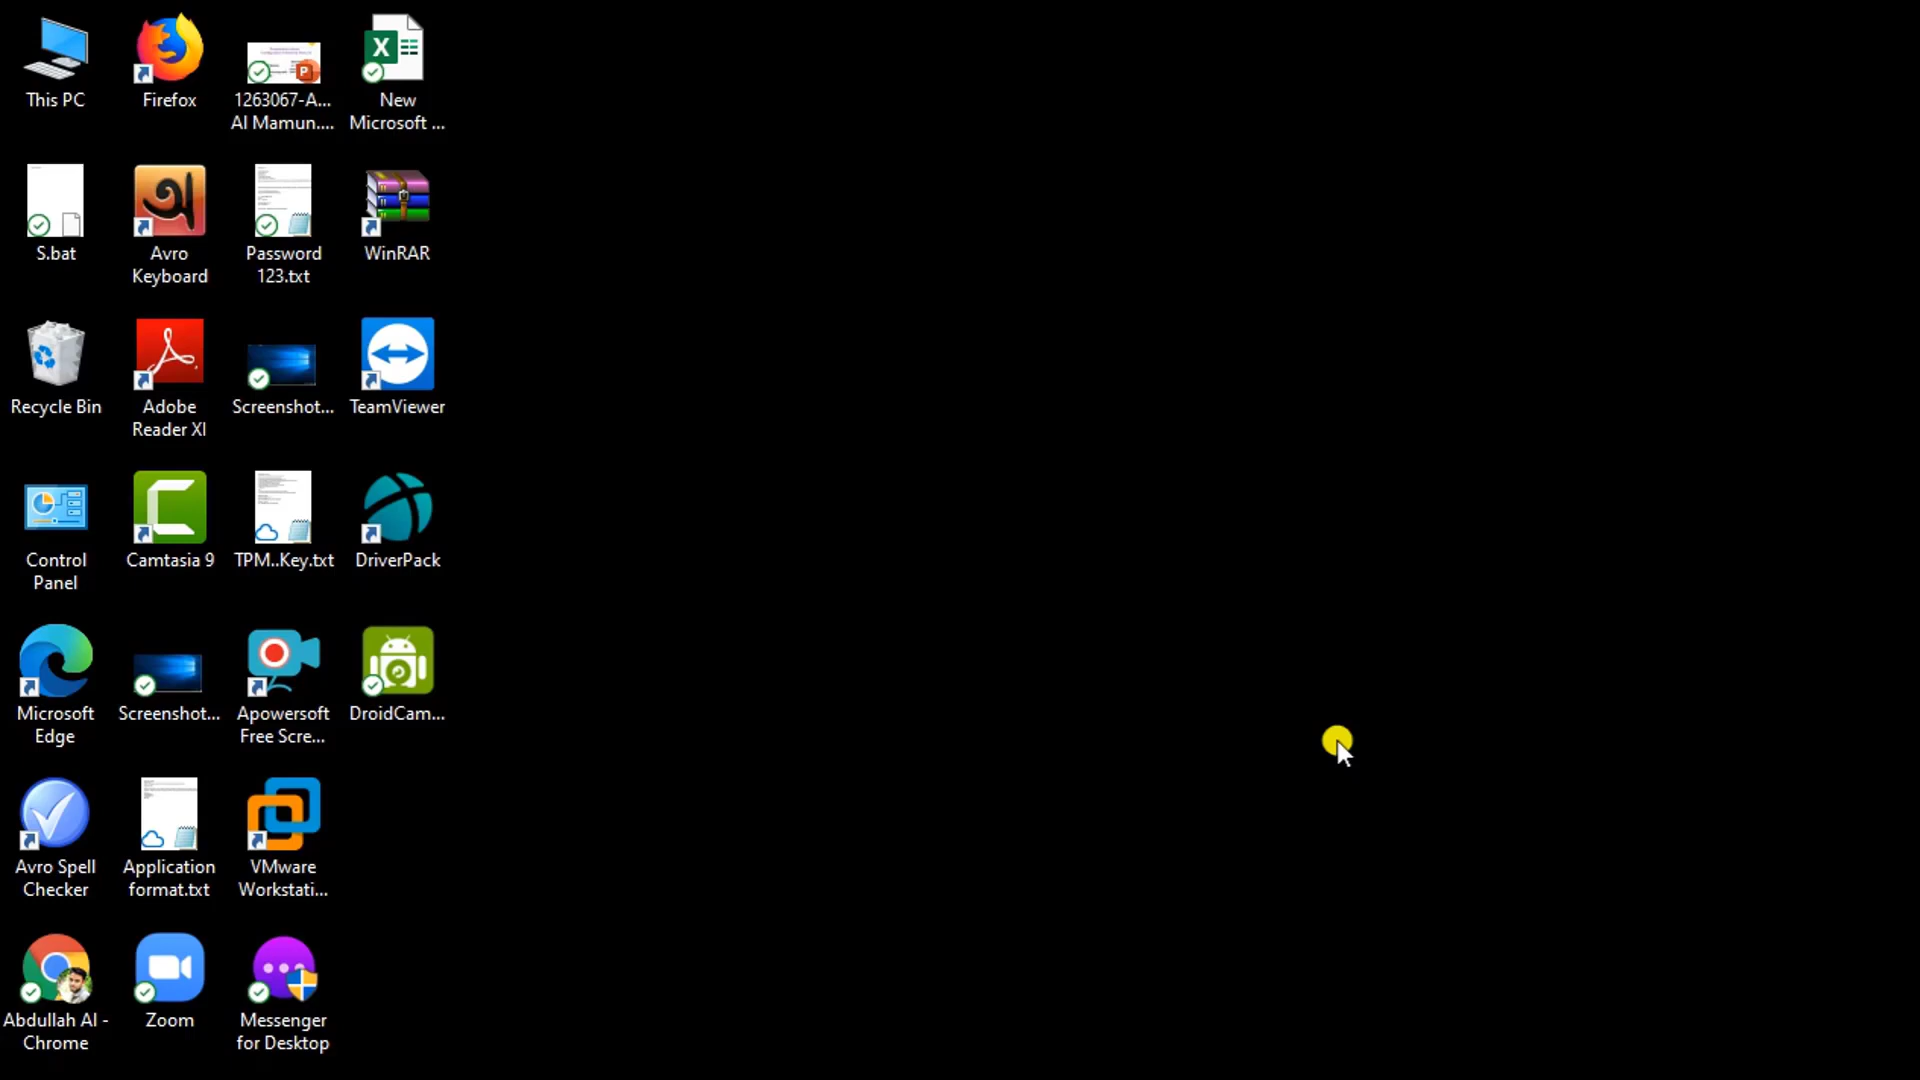 This PC
Firefox
1263067-A...
Al Mamun....
New
Microsoft ...
S.bat
Avro
Keyboard
Password
123.txt
WinRAR
Recycle Bin
Adobe
Reader XI
Screenshot...
TeamViewer
Control
Panel
Camtasia 9
TPM..Key.txt
DriverPack
Microsoft
Edge
Screenshot...
Apowersoft
Free Scre...
DroidCam...
Avro Spell
Checker
Application
format.txt
VMware
Workstati...
Abdullah Al -
Chrome
Zoom
Messenger
for Desktop